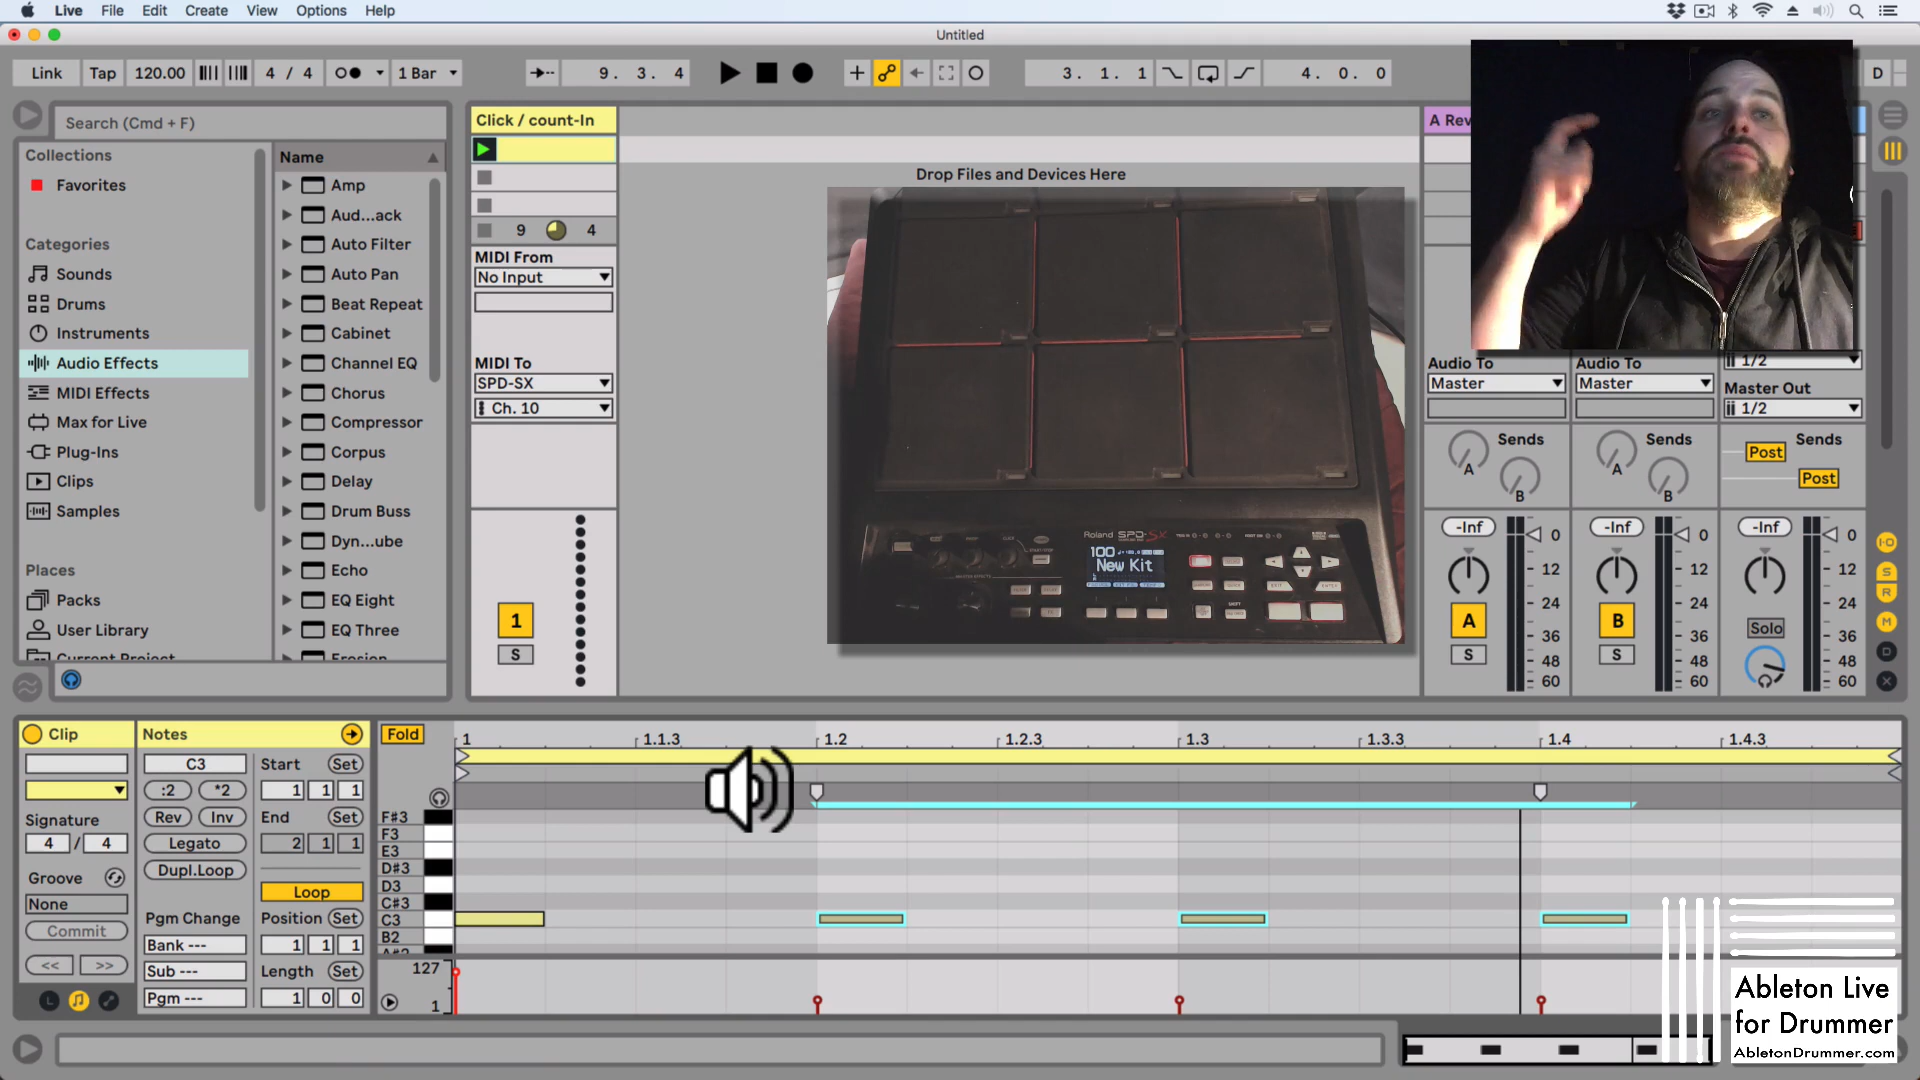 Live File Edit Create View Options Help
Untitled
Link Tap 120.00 4 / 4 1 Bar 9. 3. 4 3. 1. 1 4. 0. 0 D
Search (Cmd + F)
Collections
Favorites
Categories
Sounds
Drums
Instruments
Audio Effects
MIDI Effects
Max for Live
Plug-Ins
Clips
Samples
Places
Packs
User Library
Current Project
Name
Amp
Aud...ack
Auto Filter
Auto Pan
Beat Repeat
Cabinet
Channel EQ
Chorus
Compressor
Corpus
Delay
Drum Buss
Dyn...ube
Echo
EQ Eight
EQ Three
Erosion
Click / count-In
9 4
MIDI From
No Input
MIDI To
SPD-SX
Ch. 10
1
S
Drop Files and Devices Here
Roland SPD-SX
100
New Kit
A Rev
Audio To
Master
Sends
A
B
-Inf 0
12
24
A 36
S 48
60
Audio To
Master
Sends
A
B
-Inf 0
12
24
B 36
S 48
60
1/2
Master Out
1/2
Sends
Post
Post
-Inf 0
12
24
Solo 36
48
60
I·O
S
R
M
D
X
Clip
Signature
4 / 4
Groove
None
Commit
<< >>
L
Notes
C3
:2 *2
Rev Inv
Legato
Dupl.Loop
Pgm Change
Bank ---
Sub ---
Pgm ---
Start Set
1 1 1
End Set
2 1 1
Loop
Position Set
1 1 1
Length Set
1 0 0
Fold
1 1.1.3 1.2 1.2.3 1.3 1.3.3 1.4 1.4.3
F#3
F3
E3
D#3
D3
C#3
C3
B2
A#2
127
1
Ableton Live
for Drummer
AbletonDrummer.com